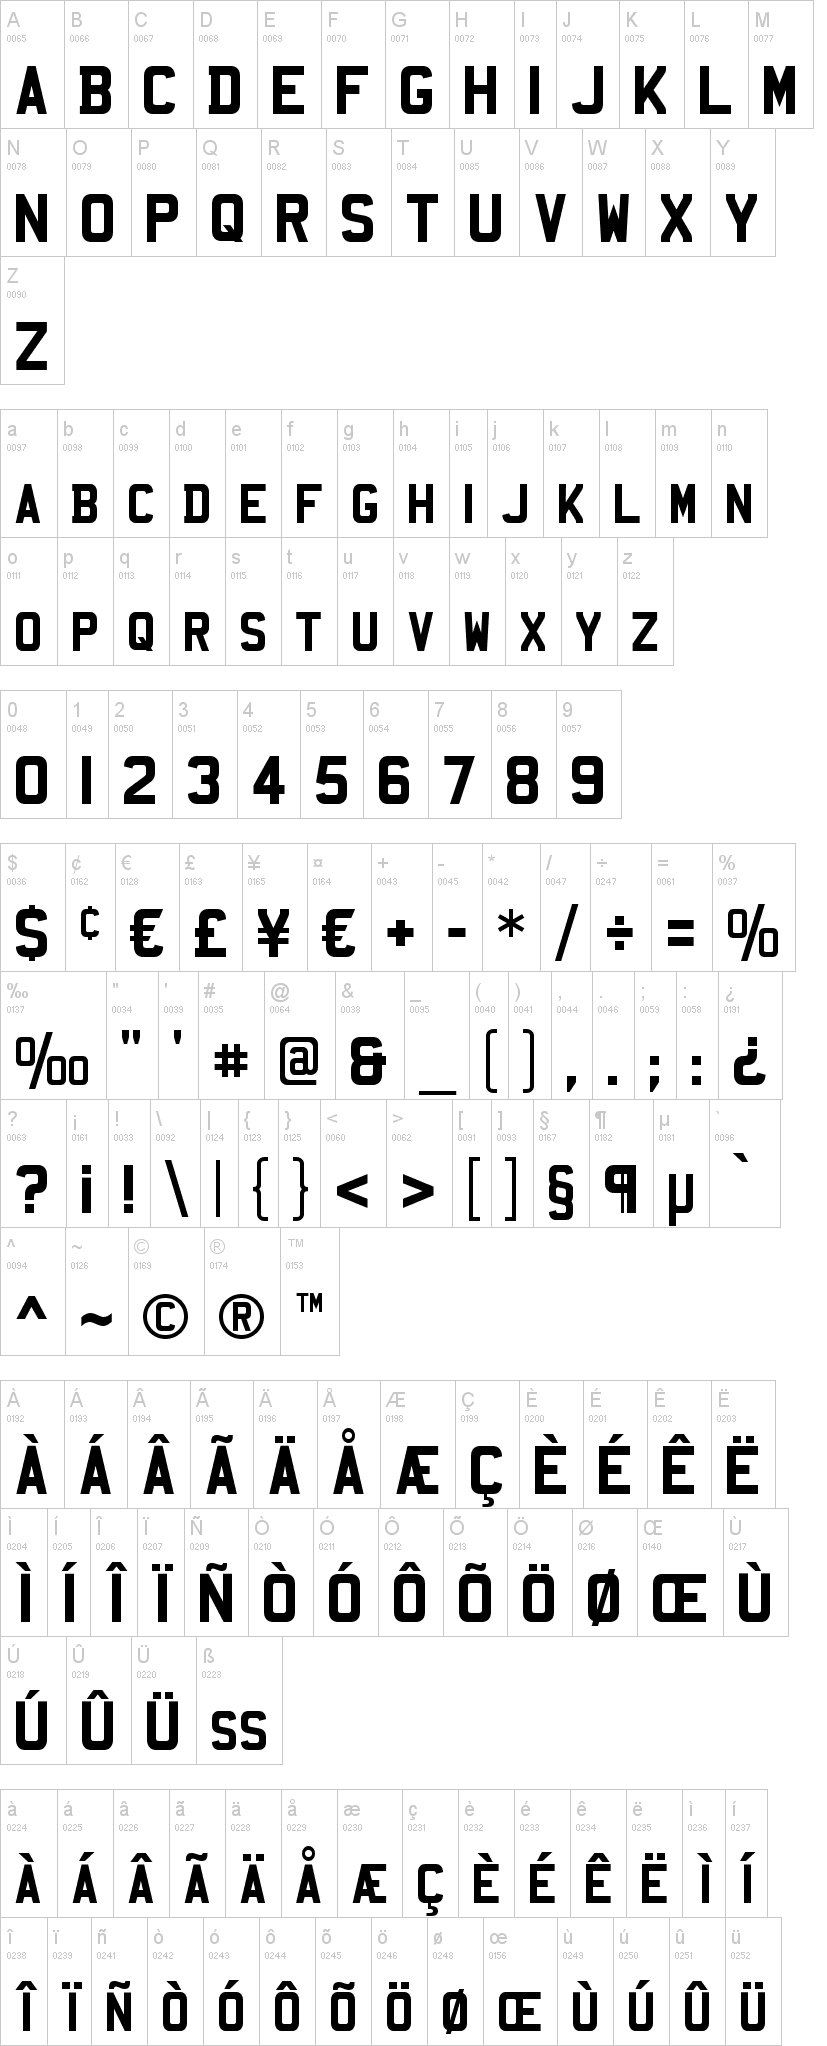 A B C D E F G H I J K L M
0065 0066 0067 0068 0069 0070 0071 0072 0073 0074 0075 0076 0077
A B C D E F G H I J K L M
N O P Q R S T U V W X Y
0078 0079 0080 0081 0082 0083 0084 0085 0086 0087 0088 0089
N O P Q R S T U V W X Y
Z
0090
Z
a b c d e f g h i j k l m n
0097 0098 0099 0100 0101 0102 0103 0104 0105 0106 0107 0108 0109 0110
A B C D E F G H I J K L M N
o p q r s t u v w x y z
0111 0112 0113 0114 0115 0116 0117 0118 0119 0120 0121 0122
O P Q R S T U V W X Y Z
0 1 2 3 4 5 6 7 8 9
0048 0049 0050 0051 0052 0053 0054 0055 0056 0057
0 1 2 3 4 5 6 7 8 9
$ ¢ € £ ¥ ¤ + - * / ÷ = %
0036 0162 0128 0163 0165 0164 0043 0045 0042 0047 0247 0061 0037
$ ¢ € £ ¥ € + - * / ÷ = %
‰ " ' # @ & _ ( ) , . ; : ¿
0137 0034 0039 0035 0064 0038 0095 0040 0041 0044 0046 0059 0058 0191
‰ " ' # @ & _ ( ) , . ; : ¿
? ¡ ! \ | { } < > [ ] § ¶ µ `
0063 0161 0033 0092 0124 0123 0125 0060 0062 0091 0093 0167 0182 0181 0096
? ¡ ! \ | { } < > [ ] § ¶ µ `
^ ~ © ® ™
0094 0126 0169 0174 0153
^ ~ © ® ™
À Á Â Ã Ä Å Æ Ç È É Ê Ë
0192 0193 0194 0195 0196 0197 0198 0199 0200 0201 0202 0203
À Á Â Ã Ä Å Æ Ç È É Ê Ë
Ì Í Î Ï Ñ Ò Ó Ô Õ Ö Ø Œ Ù
0204 0205 0206 0207 0209 0210 0211 0212 0213 0214 0216 0140 0217
Ì Í Î Ï Ñ Ò Ó Ô Õ Ö Ø Œ Ù
Ú Û Ü ß
0218 0219 0220 0223
Ú Û Ü SS
à á â ã ä å æ ç è é ê ë ì í
0224 0225 0226 0227 0228 0229 0230 0231 0232 0233 0234 0235 0236 0237
À Á Â Ã Ä Å Æ Ç È É Ê Ë Ì Í
î ï ñ ò ó ô õ ö ø œ ù ú û ü
0238 0239 0241 0242 0243 0244 0245 0246 0248 0156 0249 0250 0251 0252
Î Ï Ñ Ò Ó Ô Õ Ö Ø Œ Ù Ú Û Ü